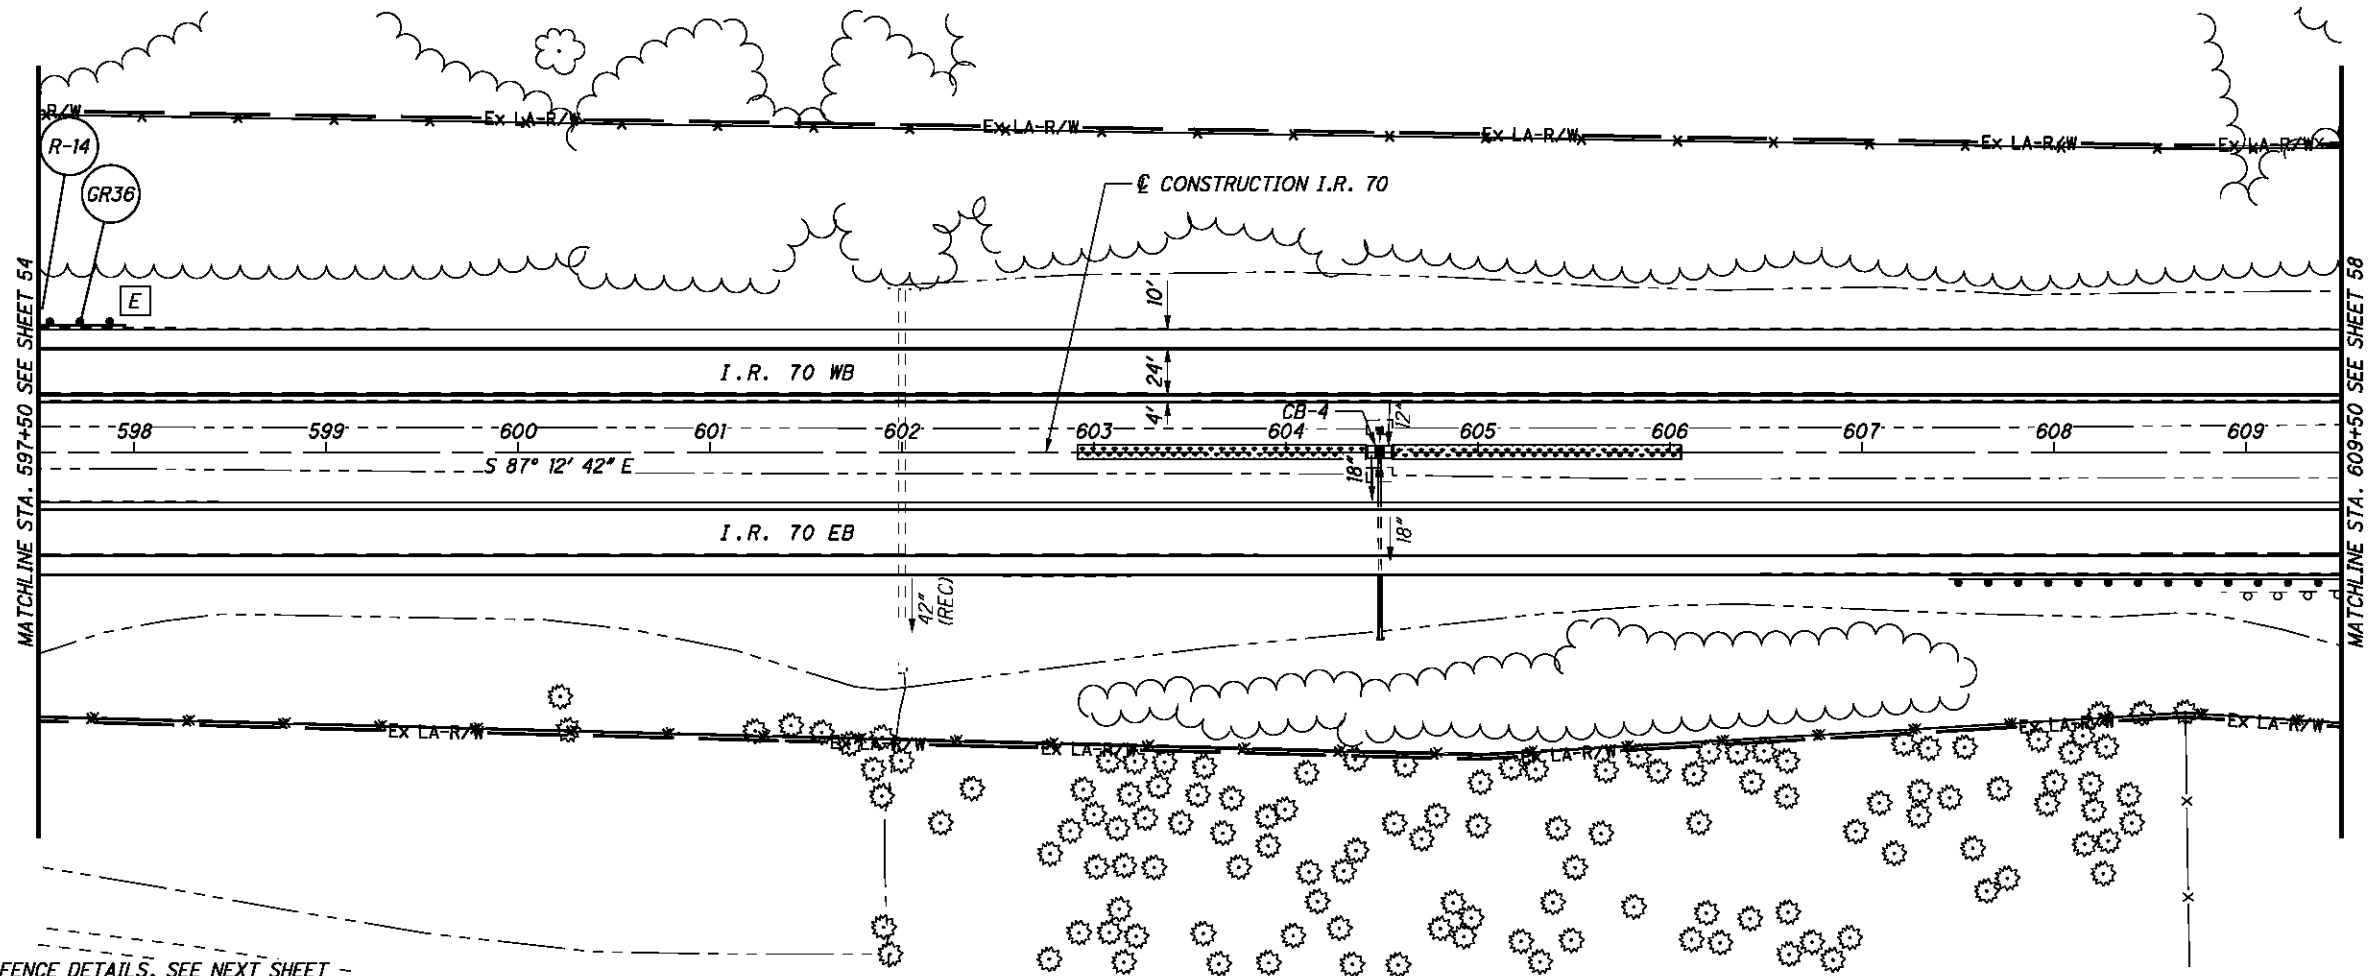 R/W
Ex LA-R/W
Ex LA-R/W
Ex LA-R/W
Ex LA-R/W
Ex LA-R/W
R-14
GR36
℄ CONSTRUCTION I.R. 70
E
10'
I.R. 70 WB
24'
4'
CB-4
12"
598
599
600
601
602
603
604
605
606
607
608
609
S 87° 12' 42" E
18"
I.R. 70 EB
18"
42"
(REC)
MATCHLINE STA. 597+50 SEE SHEET 54
MATCHLINE STA. 609+50 SEE SHEET 58
Ex LA-R/W
Ex LA-R/W
Ex LA-R/W
Ex LA-R/W
Ex LA-R/W
Ex LA-R/W
FENCE DETAILS, SEE NEXT SHEET